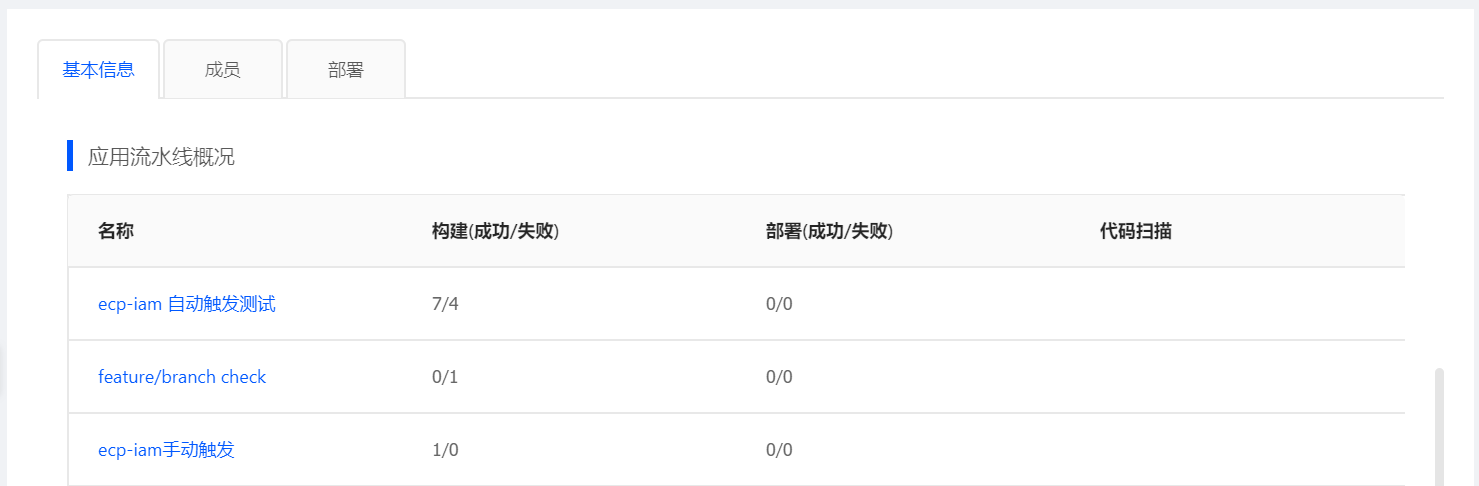 基本信息 成员 部署
应用流水线概况
名称 构建(成功/失败) 部署(成功/失败) 代码扫描
ecp-iam 自动触发测试 7/4 0/0
feature/branch check 0/1 0/0
ecp-iam手动触发 1/0 0/0